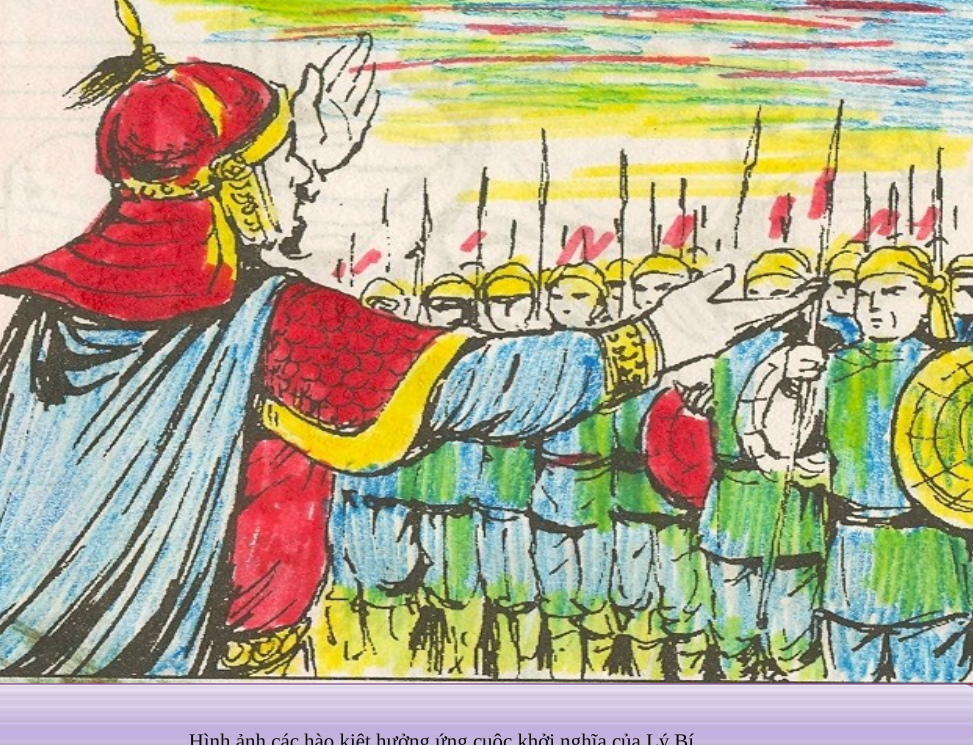 Hình ảnh các hào kiệt hưởng ứng cuộc khởi nghĩa của Lý Bí